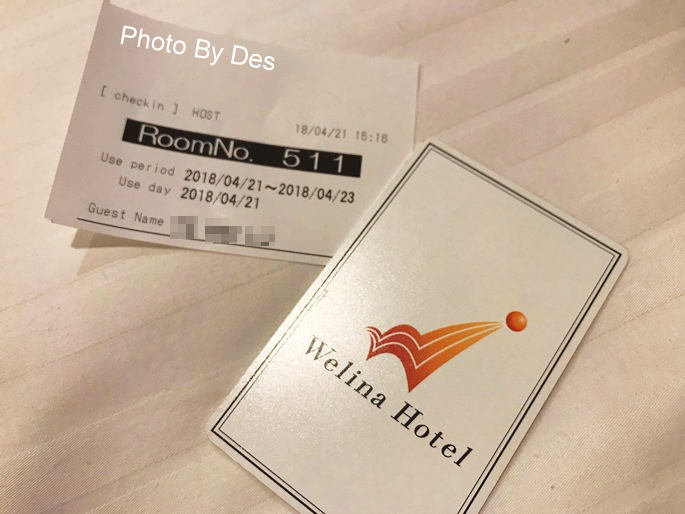 Photo By Des
[ checkin ] HOST
18/04/21 15:16
RoomNo. 511
Use period 2018/04/21～2018/04/23
Use day 2018/04/21
Guest Name
Welina Hotel